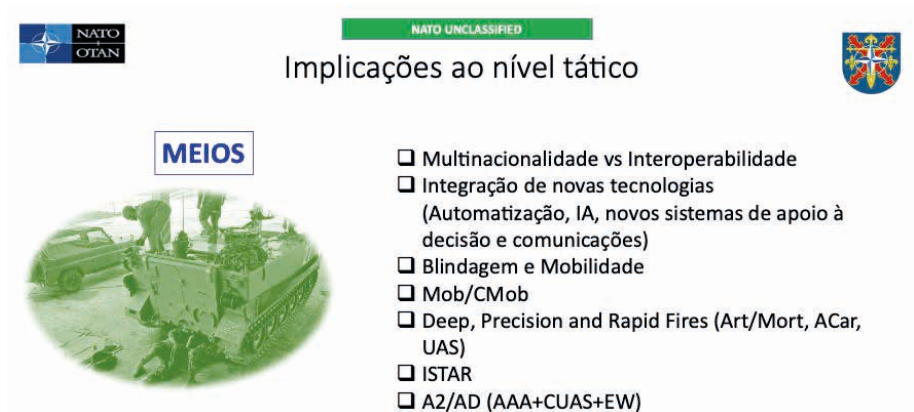 NATO
OTAN
NATO UNCLASSIFIED
Implicações ao nível tático
MEIOS
❑ Multinacionalidade vs Interoperabilidade
❑ Integração de novas tecnologias
(Automatização, IA, novos sistemas de apoio à
decisão e comunicações)
❑ Blindagem e Mobilidade
❑ Mob/CMob
❑ Deep, Precision and Rapid Fires (Art/Mort, ACar,
UAS)
❑ ISTAR
❑ A2/AD (AAA+CUAS+EW)